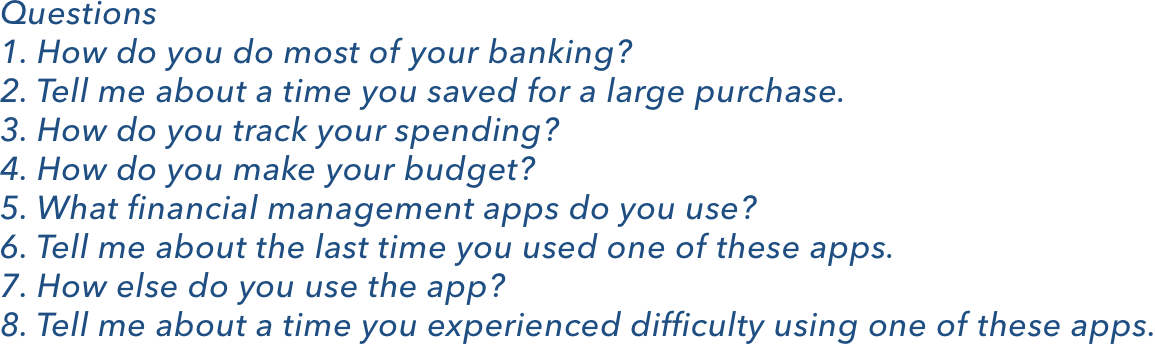 Questions
1. How do you do most of your banking?
2. Tell me about a time you saved for a large purchase.
3. How do you track your spending?
4. How do you make your budget?
5. What financial management apps do you use?
6. Tell me about the last time you used one of these apps.
7. How else do you use the app?
8. Tell me about a time you experienced difficulty using one of these apps.